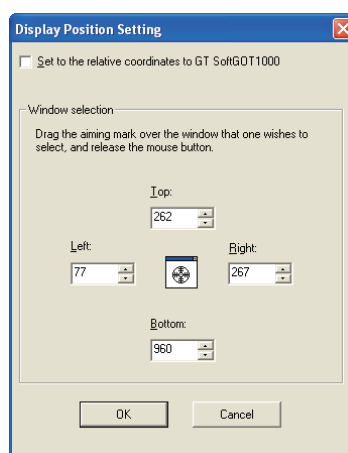 Display Position Setting
Set to the relative coordinates to GT SoftGOT1000
Window selection
Drag the aiming mark over the window that one wishes to
select, and release the mouse button.
Top:
262
Left:
Right:
77
267
Bottom:
960
OK
Cancel